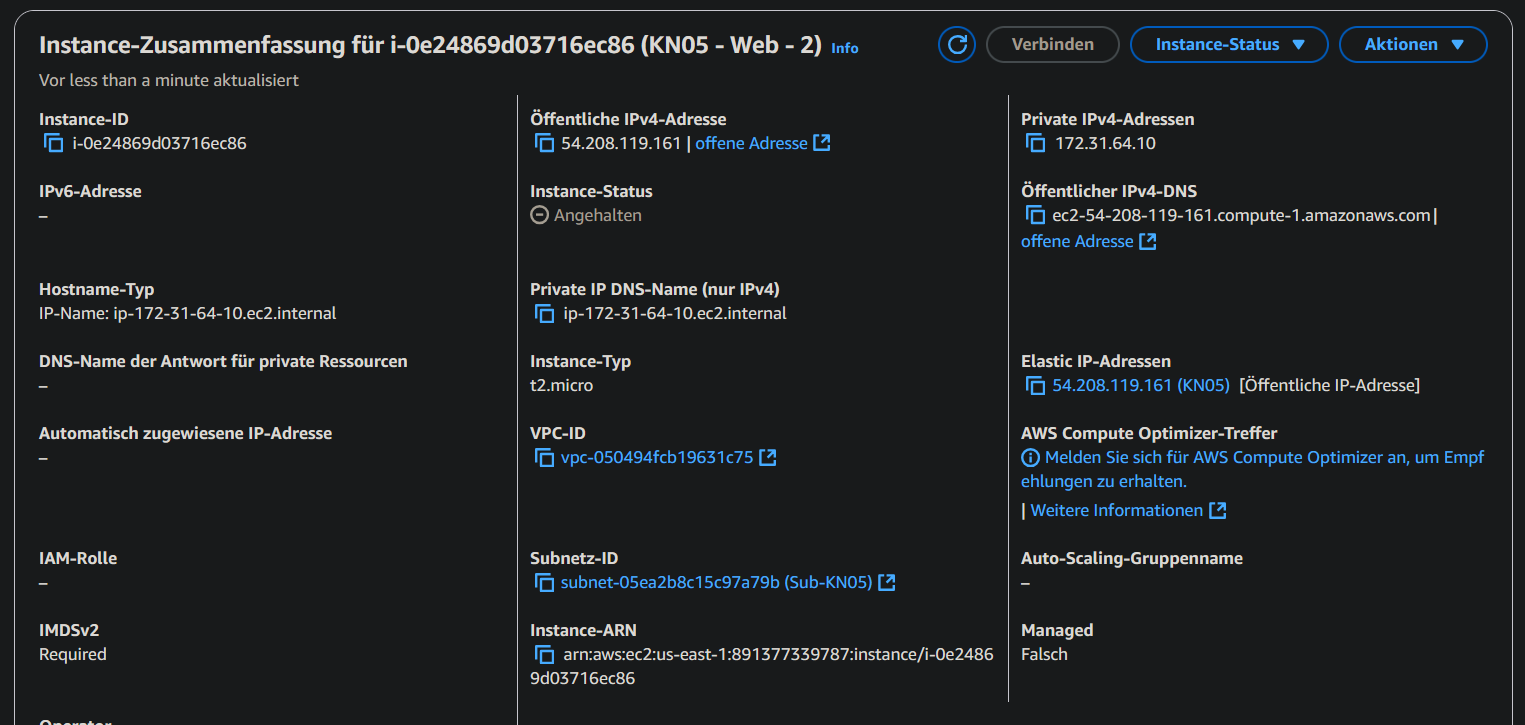 Instance-Zusammenfassung für i-0e24869d03716ec86 (KN05 - Web - 2) Info
Verbinden
Instance-Status
Aktionen
Vor less than a minute aktualisiert
Instance-ID
i-0e24869d03716ec86
Öffentliche IPv4-Adresse
54.208.119.161 | offene Adresse
Private IPv4-Adressen
172.31.64.10
IPv6-Adresse
–
Instance-Status
Angehalten
Öffentlicher IPv4-DNS
ec2-54-208-119-161.compute-1.amazonaws.com |
offene Adresse
Hostname-Typ
IP-Name: ip-172-31-64-10.ec2.internal
Private IP DNS-Name (nur IPv4)
ip-172-31-64-10.ec2.internal
DNS-Name der Antwort für private Ressourcen
–
Instance-Typ
t2.micro
Elastic IP-Adressen
54.208.119.161 (KN05) [Öffentliche IP-Adresse]
Automatisch zugewiesene IP-Adresse
–
VPC-ID
vpc-050494fcb19631c75
AWS Compute Optimizer-Treffer
Melden Sie sich für AWS Compute Optimizer an, um Empf
ehlungen zu erhalten.
| Weitere Informationen
IAM-Rolle
–
Subnetz-ID
subnet-05ea2b8c15c97a79b (Sub-KN05)
Auto-Scaling-Gruppenname
–
IMDSv2
Required
Instance-ARN
arn:aws:ec2:us-east-1:891377339787:instance/i-0e2486
9d03716ec86
Managed
Falsch
Operator